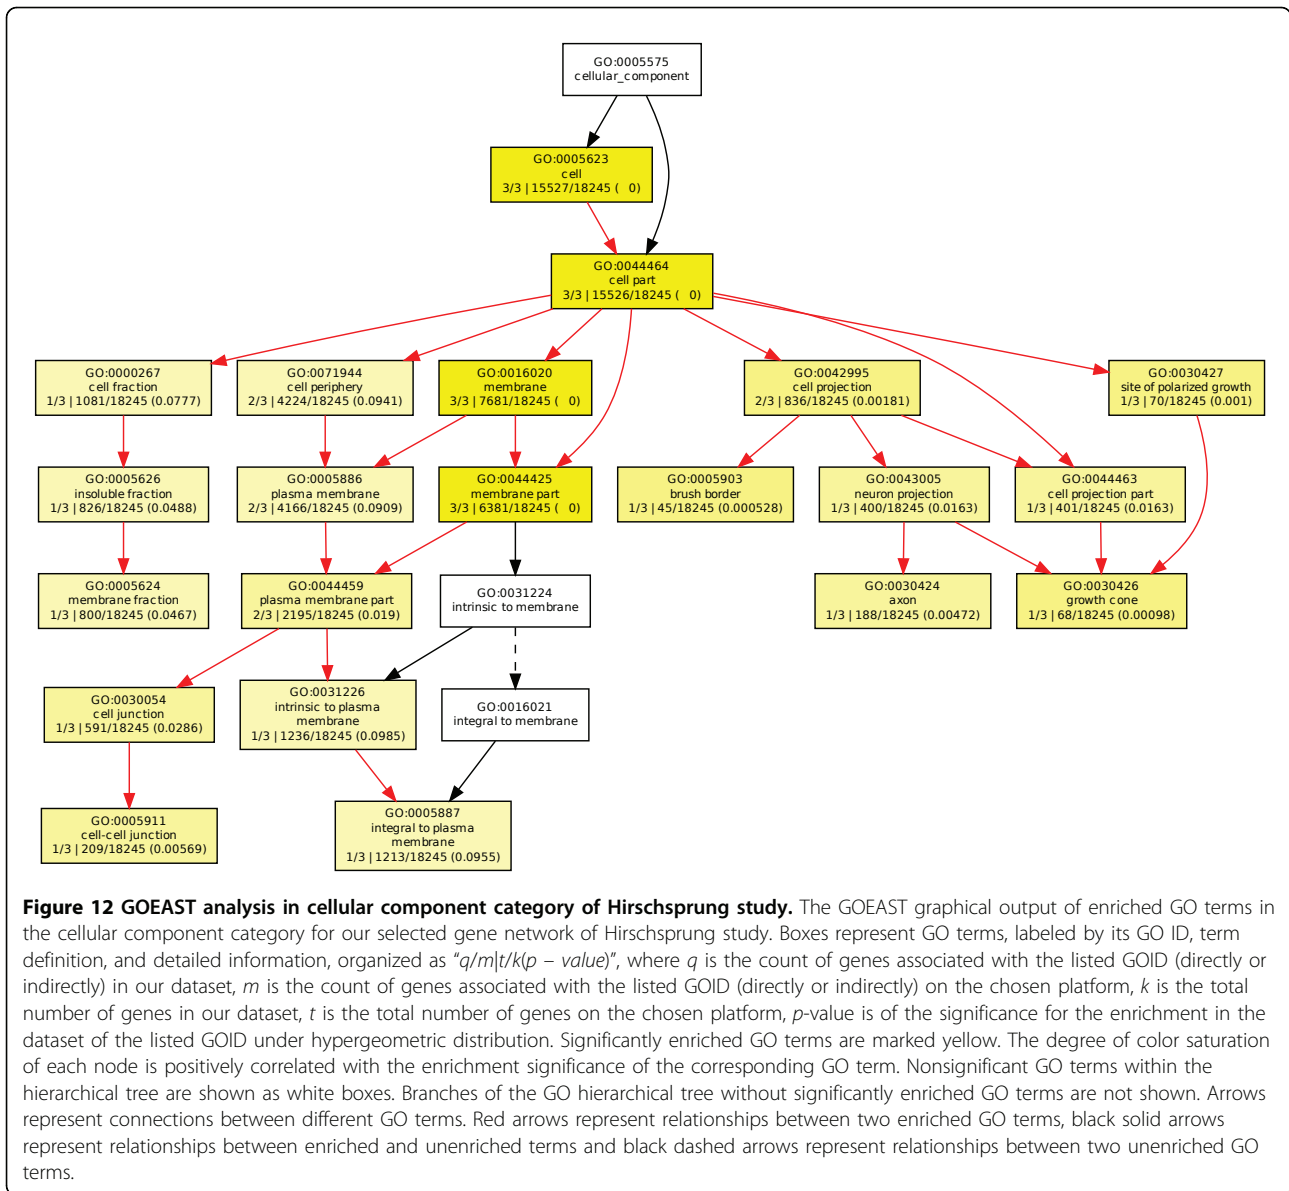 GO:0005575
cellular_component
GO:0005623
cell
3/3 | 15527/18245 ( 0)
GO:0044464
cell part
3/3 | 15526/18245 ( 0)
GO:0000267
cell fraction
1/3 | 1081/18245 (0.0777)
GO:0071944
cell periphery
2/3 | 4224/18245 (0.0941)
GO:0016020
membrane
3/3 | 7681/18245 ( 0)
GO:0042995
cell projection
2/3 | 836/18245 (0.00181)
GO:0030427
site of polarized growth
1/3 | 70/18245 (0.001)
GO:0005626
insoluble fraction
1/3 | 826/18245 (0.0488)
GO:0005886
plasma membrane
2/3 | 4166/18245 (0.0909)
GO:0044425
membrane part
3/3 | 6381/18245 ( 0)
GO:0005903
brush border
1/3 | 45/18245 (0.000528)
GO:0043005
neuron projection
1/3 | 400/18245 (0.0163)
GO:0044463
cell projection part
1/3 | 401/18245 (0.0163)
GO:0005624
membrane fraction
1/3 | 800/18245 (0.0467)
GO:0044459
plasma membrane part
2/3 | 2195/18245 (0.019)
GO:0031224
intrinsic to membrane
GO:0030424
axon
1/3 | 188/18245 (0.00472)
GO:0030426
growth cone
1/3 | 68/18245 (0.00098)
GO:0030054
cell junction
1/3 | 591/18245 (0.0286)
GO:0031226
intrinsic to plasma
membrane
1/3 | 1236/18245 (0.0985)
GO:0016021
integral to membrane
GO:0005911
cell-cell junction
1/3 | 209/18245 (0.00569)
GO:0005887
integral to plasma
membrane
1/3 | 1213/18245 (0.0955)
Figure 12 GOEAST analysis in cellular component category of Hirschsprung study. The GOEAST graphical output of enriched GO terms in
the cellular component category for our selected gene network of Hirschsprung study. Boxes represent GO terms, labeled by its GO ID, term
definition, and detailed information, organized as “q/m|t/k(p – value)”, where q is the count of genes associated with the listed GOID (directly or
indirectly) in our dataset, m is the count of genes associated with the listed GOID (directly or indirectly) on the chosen platform, k is the total
number of genes in our dataset, t is the total number of genes on the chosen platform, p-value is of the significance for the enrichment in the
dataset of the listed GOID under hypergeometric distribution. Significantly enriched GO terms are marked yellow. The degree of color saturation
of each node is positively correlated with the enrichment significance of the corresponding GO term. Nonsignificant GO terms within the
hierarchical tree are shown as white boxes. Branches of the GO hierarchical tree without significantly enriched GO terms are not shown. Arrows
represent connections between different GO terms. Red arrows represent relationships between two enriched GO terms, black solid arrows
represent relationships between enriched and unenriched terms and black dashed arrows represent relationships between two unenriched GO
terms.